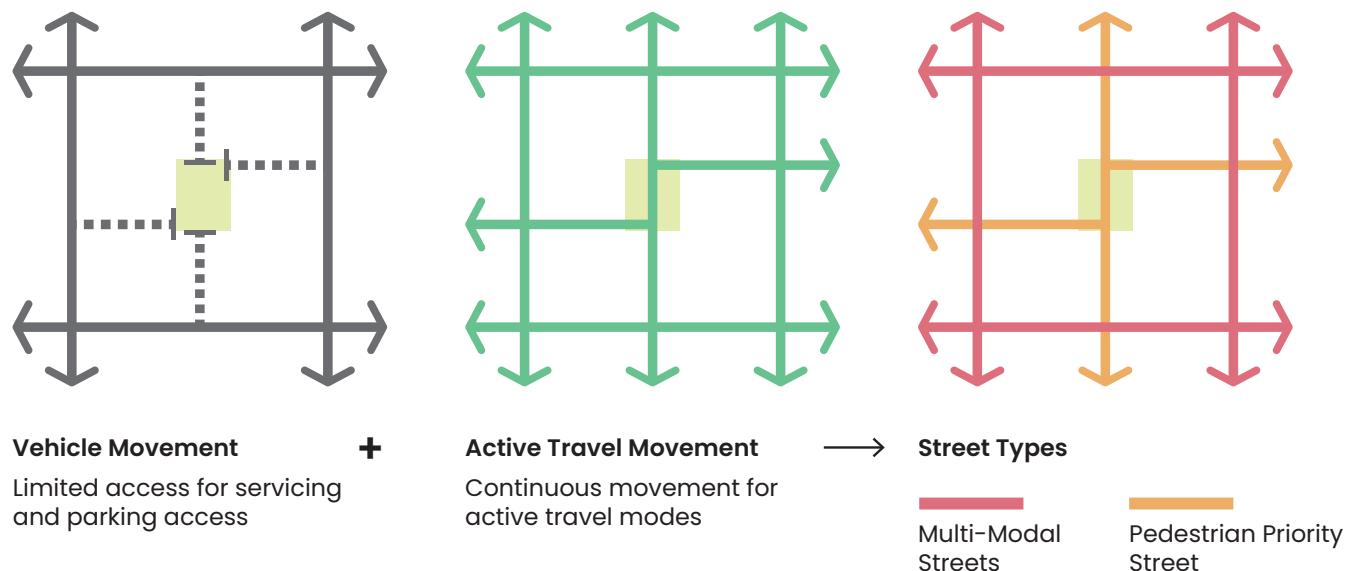 Vehicle Movement
+
Limited access for servicing
and parking access
Active Travel Movement
Continuous movement for
active travel modes
Street Types
Multi-Modal
Streets
Pedestrian Priority
Street